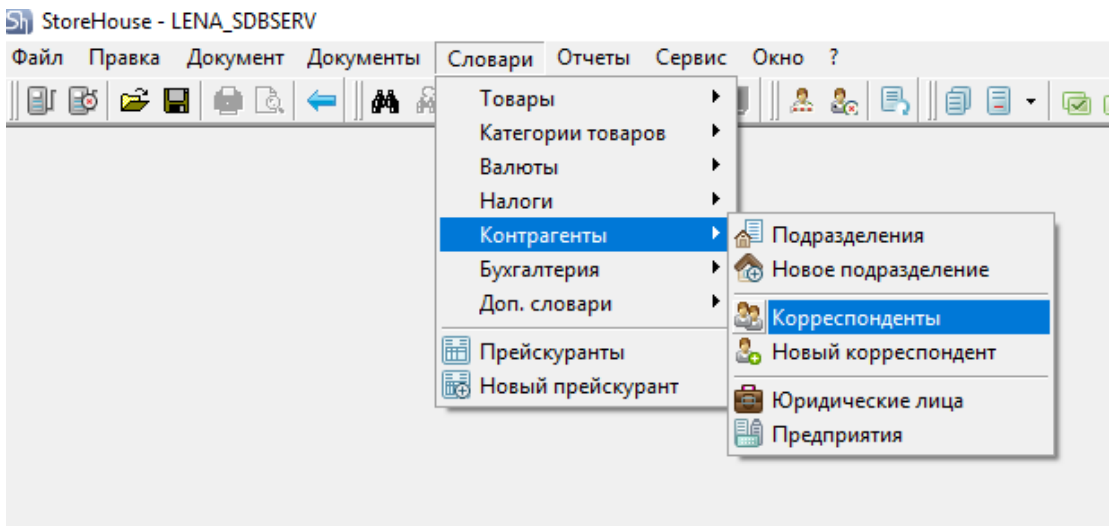 Sh StoreHouse - LENA_SDBSERV
Файл Правка Документ Документы Словари Отчеты Сервис Окно ?
Товары
Категории товаров
Валюты
Налоги
Контрагенты
Бухгалтерия
Доп. словари
Прейскуранты
Новый прейскурант
Подразделения
Новое подразделение
Корреспонденты
Новый корреспондент
Юридические лица
Предприятия